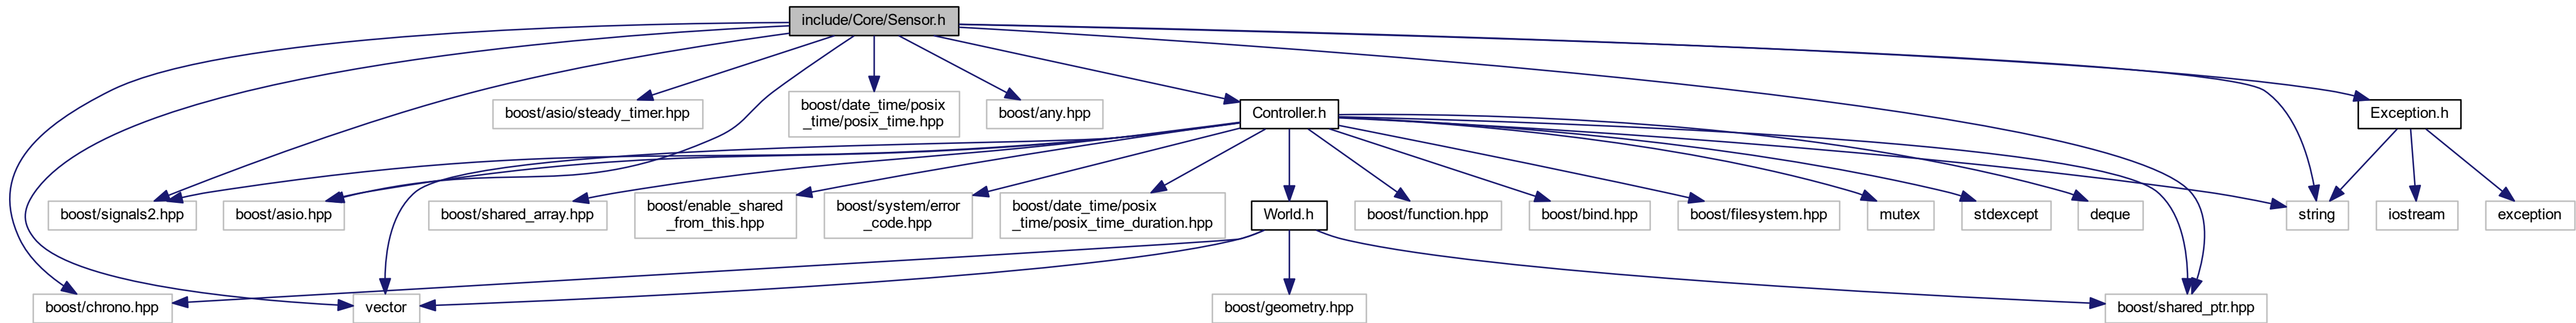 include/Core/Sensor.h
boost/asio/steady_timer.hpp
boost/date_time/posix
_time/posix_time.hpp
boost/any.hpp
Controller.h
Exception.h
boost/signals2.hpp
boost/asio.hpp
boost/shared_array.hpp
boost/enable_shared
_from_this.hpp
boost/system/error
_code.hpp
boost/date_time/posix
_time/posix_time_duration.hpp
World.h
boost/function.hpp
boost/bind.hpp
boost/filesystem.hpp
mutex
stdexcept
deque
string
iostream
exception
boost/chrono.hpp
vector
boost/geometry.hpp
boost/shared_ptr.hpp